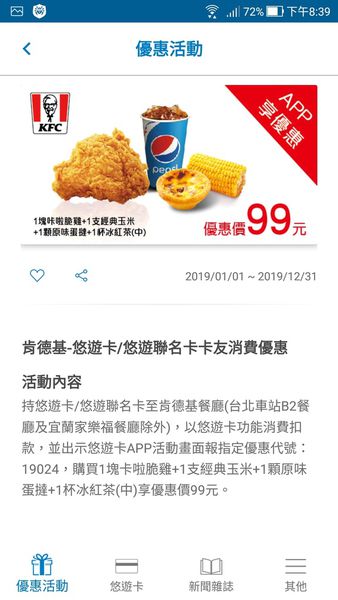 72% 下午8:39
優惠活動
KFC
APP
享優惠
pepsi
1塊咔啦脆雞+1支經典玉米
+1顆原味蛋撻+1杯冰紅茶(中)
優惠價99元
2019/01/01 ~ 2019/12/31
肯德基-悠遊卡/悠遊聯名卡卡友消費優惠
活動內容
持悠遊卡/悠遊聯名卡至肯德基餐廳(台北車站B2餐
廳及宜蘭家樂福餐廳除外)，以悠遊卡功能消費扣
款，並出示悠遊卡APP活動畫面報指定優惠代號：
19024，購買1塊卡啦脆雞+1支經典玉米+1顆原味
蛋撻+1杯冰紅茶(中)享優惠價99元。
優惠活動 悠遊卡 新聞雜誌 其他